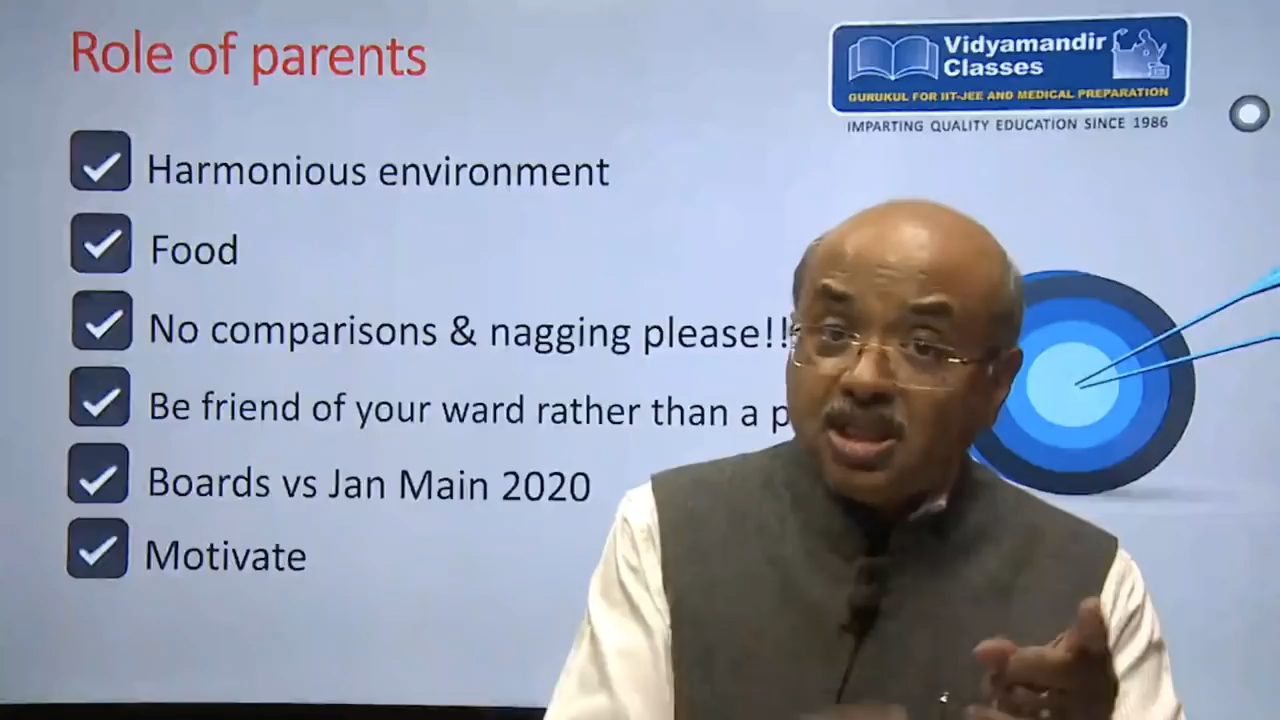 Role of parents
Vidyamandir
Classes
GURUKUL FOR IIT-JEE AND MEDICAL PREPARATION
IMPARTING QUALITY EDUCATION SINCE 1986
Harmonious environment
Food
No comparisons & nagging please!!
Be friend of your ward rather than a p
Boards vs Jan Main 2020
Motivate